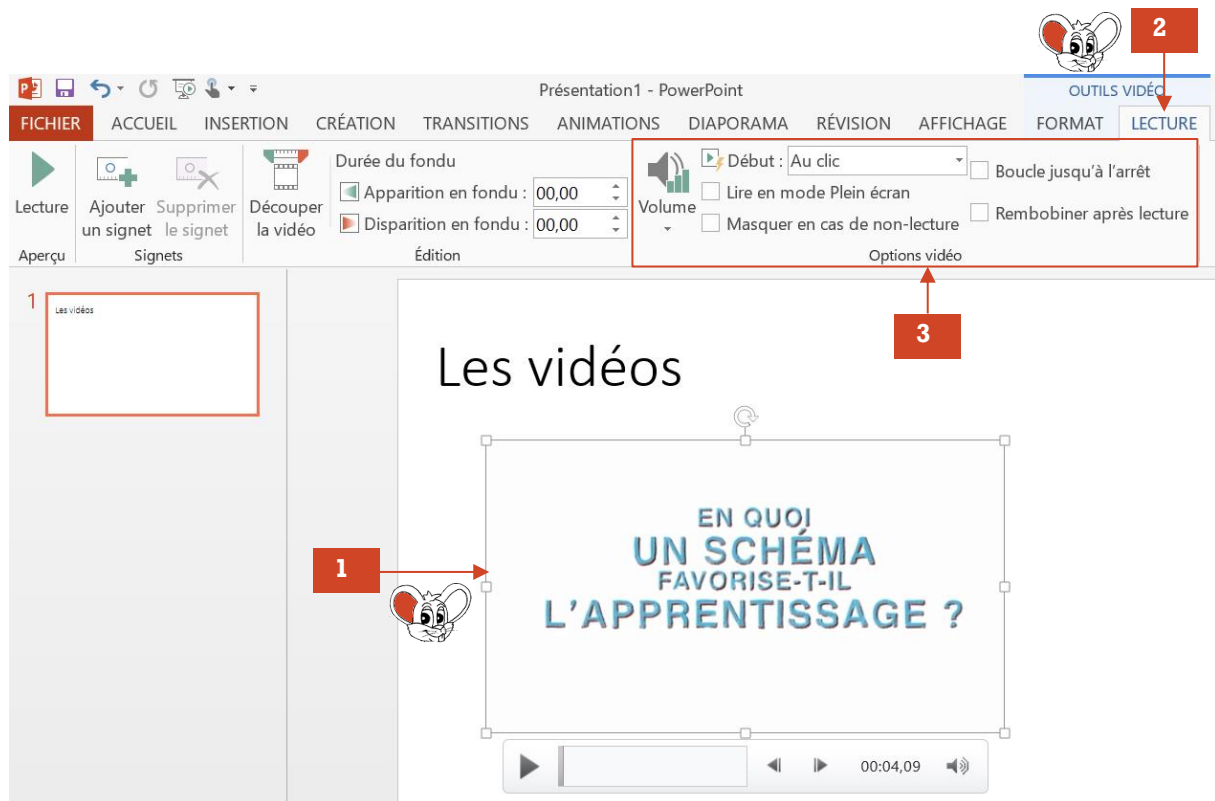 2
Présentation1 - PowerPoint
OUTILS VIDÉO
FICHIER ACCUEIL INSERTION CRÉATION TRANSITIONS ANIMATIONS DIAPORAMA RÉVISION AFFICHAGE FORMAT LECTURE
Lecture
Ajouter un signet
Supprimer le signet
Découper la vidéo
Durée du fondu
Apparition en fondu : 00,00
Disparition en fondu : 00,00
Volume
Début : Au clic
Lire en mode Plein écran
Masquer en cas de non-lecture
Boucle jusqu'à l'arrêt
Rembobiner après lecture
Aperçu Signets Édition Options vidéo
3
1
Les vidéos
Les vidéos
1
EN QUOI
UN SCHÉMA
FAVORISE-T-IL
L'APPRENTISSAGE ?
00:04,09